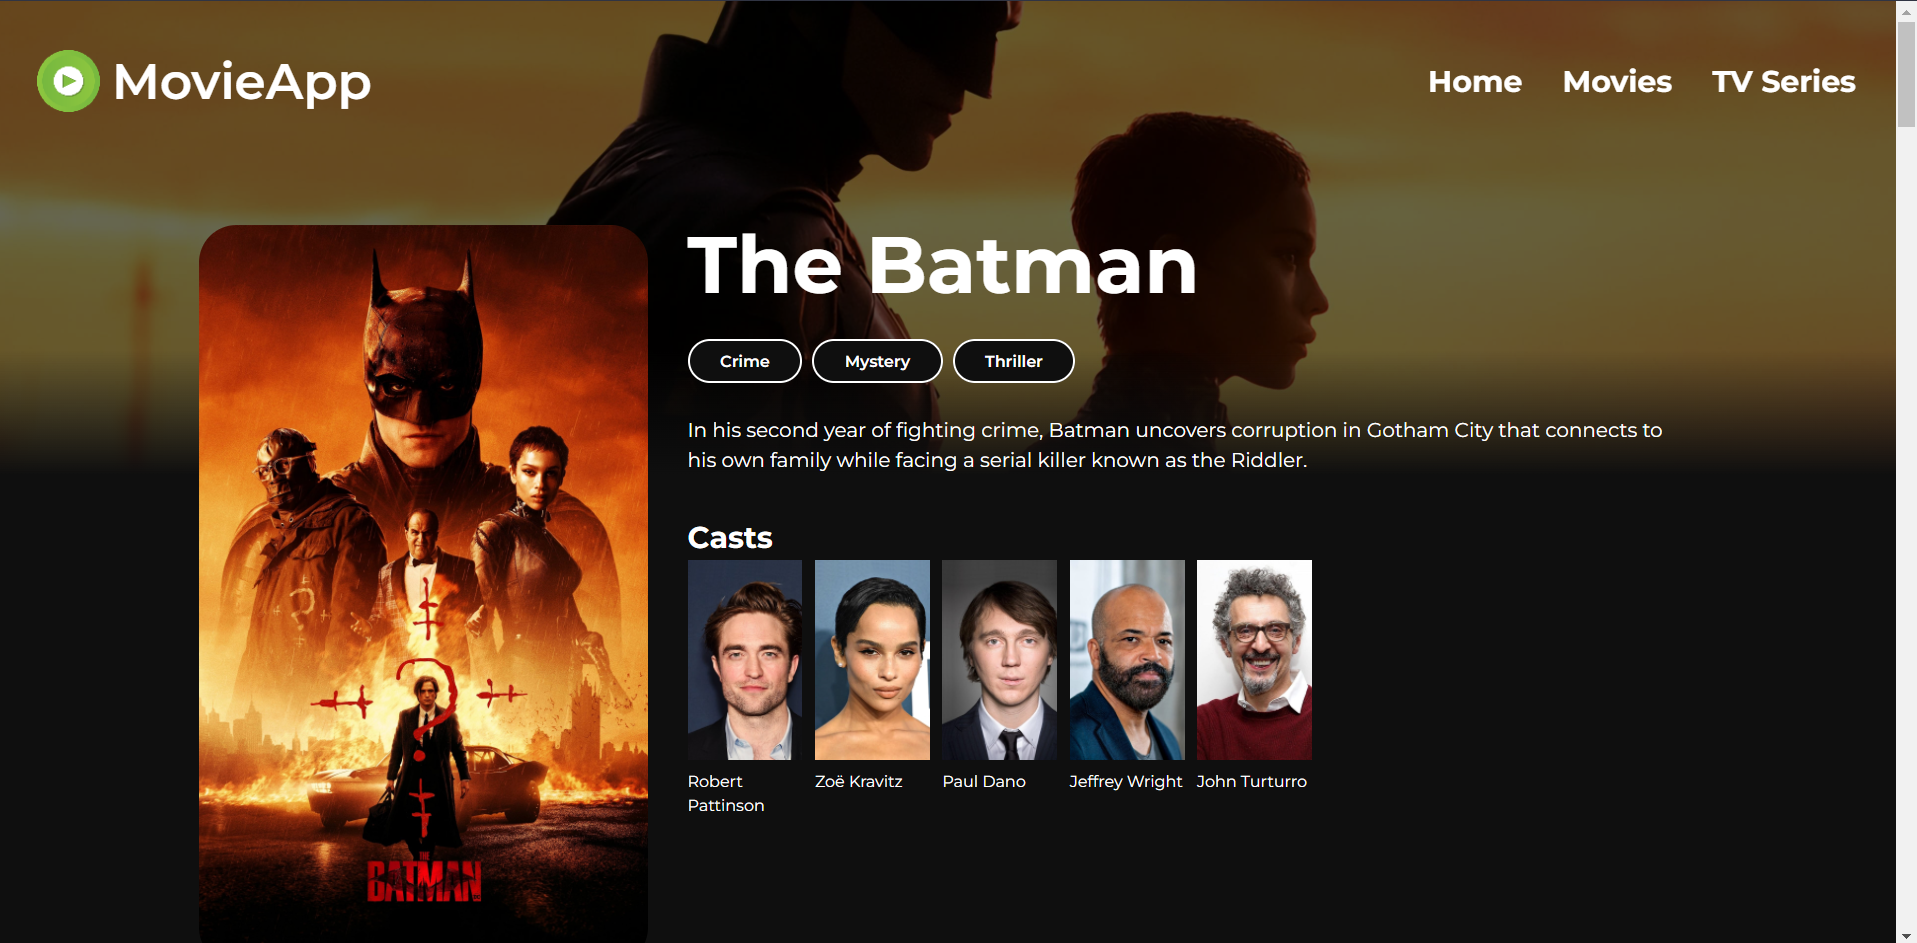 MovieApp
Home
Movies
TV Series
The Batman
Crime
Mystery
Thriller
In his second year of fighting crime, Batman uncovers corruption in Gotham City that connects to
his own family while facing a serial killer known as the Riddler.
Casts
Robert
Pattinson
Zoë Kravitz
Paul Dano
Jeffrey Wright
John Turturro
THE
BATMAN